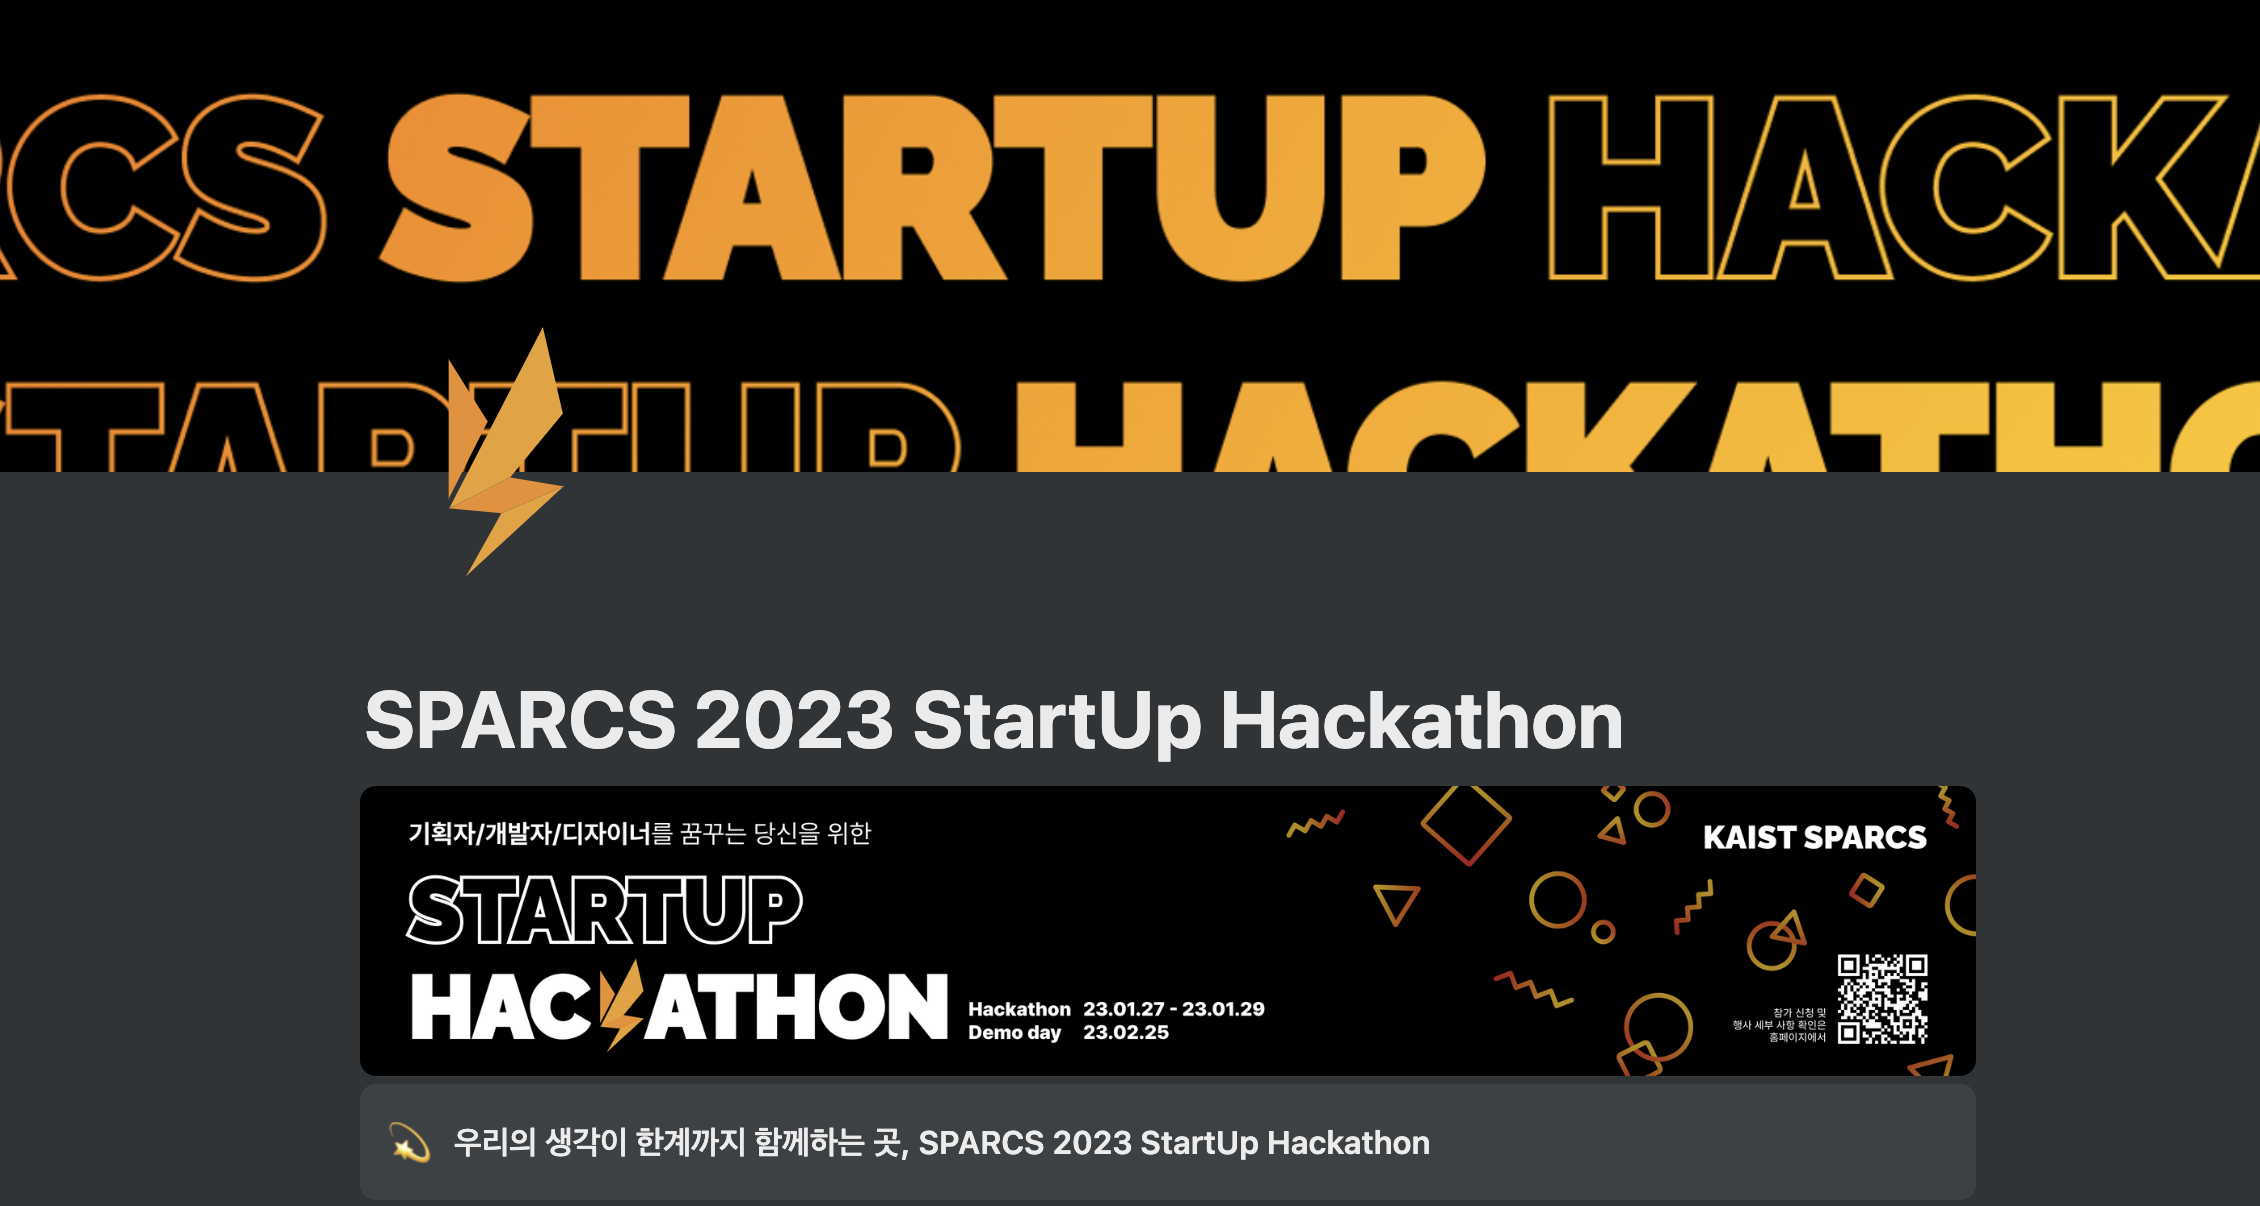 RCS STARTUP HACKA
STARTUP HACKATHO
SPARCS 2023 StartUp Hackathon
기획자/개발자/디자이너를 꿈꾸는 당신을 위한
KAIST SPARCS
STARTUP
HACKATHON
Hackathon 23.01.27 - 23.01.29
Demo day 23.02.25
참가 신청 및
행사 세부 사항 확인은
홈페이지에서
우리의 생각이 한계까지 함께하는 곳, SPARCS 2023 StartUp Hackathon